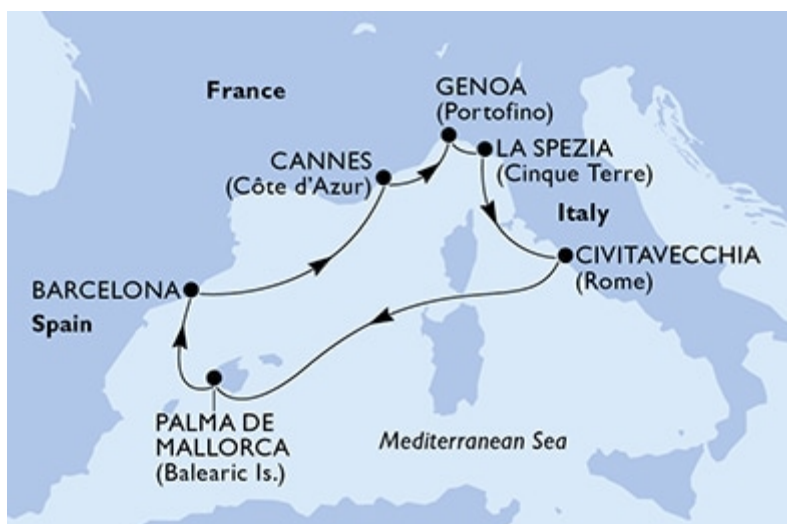 France
GENOA
(Portofino)
CANNES
(Côte d'Azur)
LA SPEZIA
(Cinque Terre)
Italy
CIVITAVECCHIA
(Rome)
BARCELONA
Spain
PALMA DE
MALLORCA
(Balearic Is.)
Mediterranean Sea